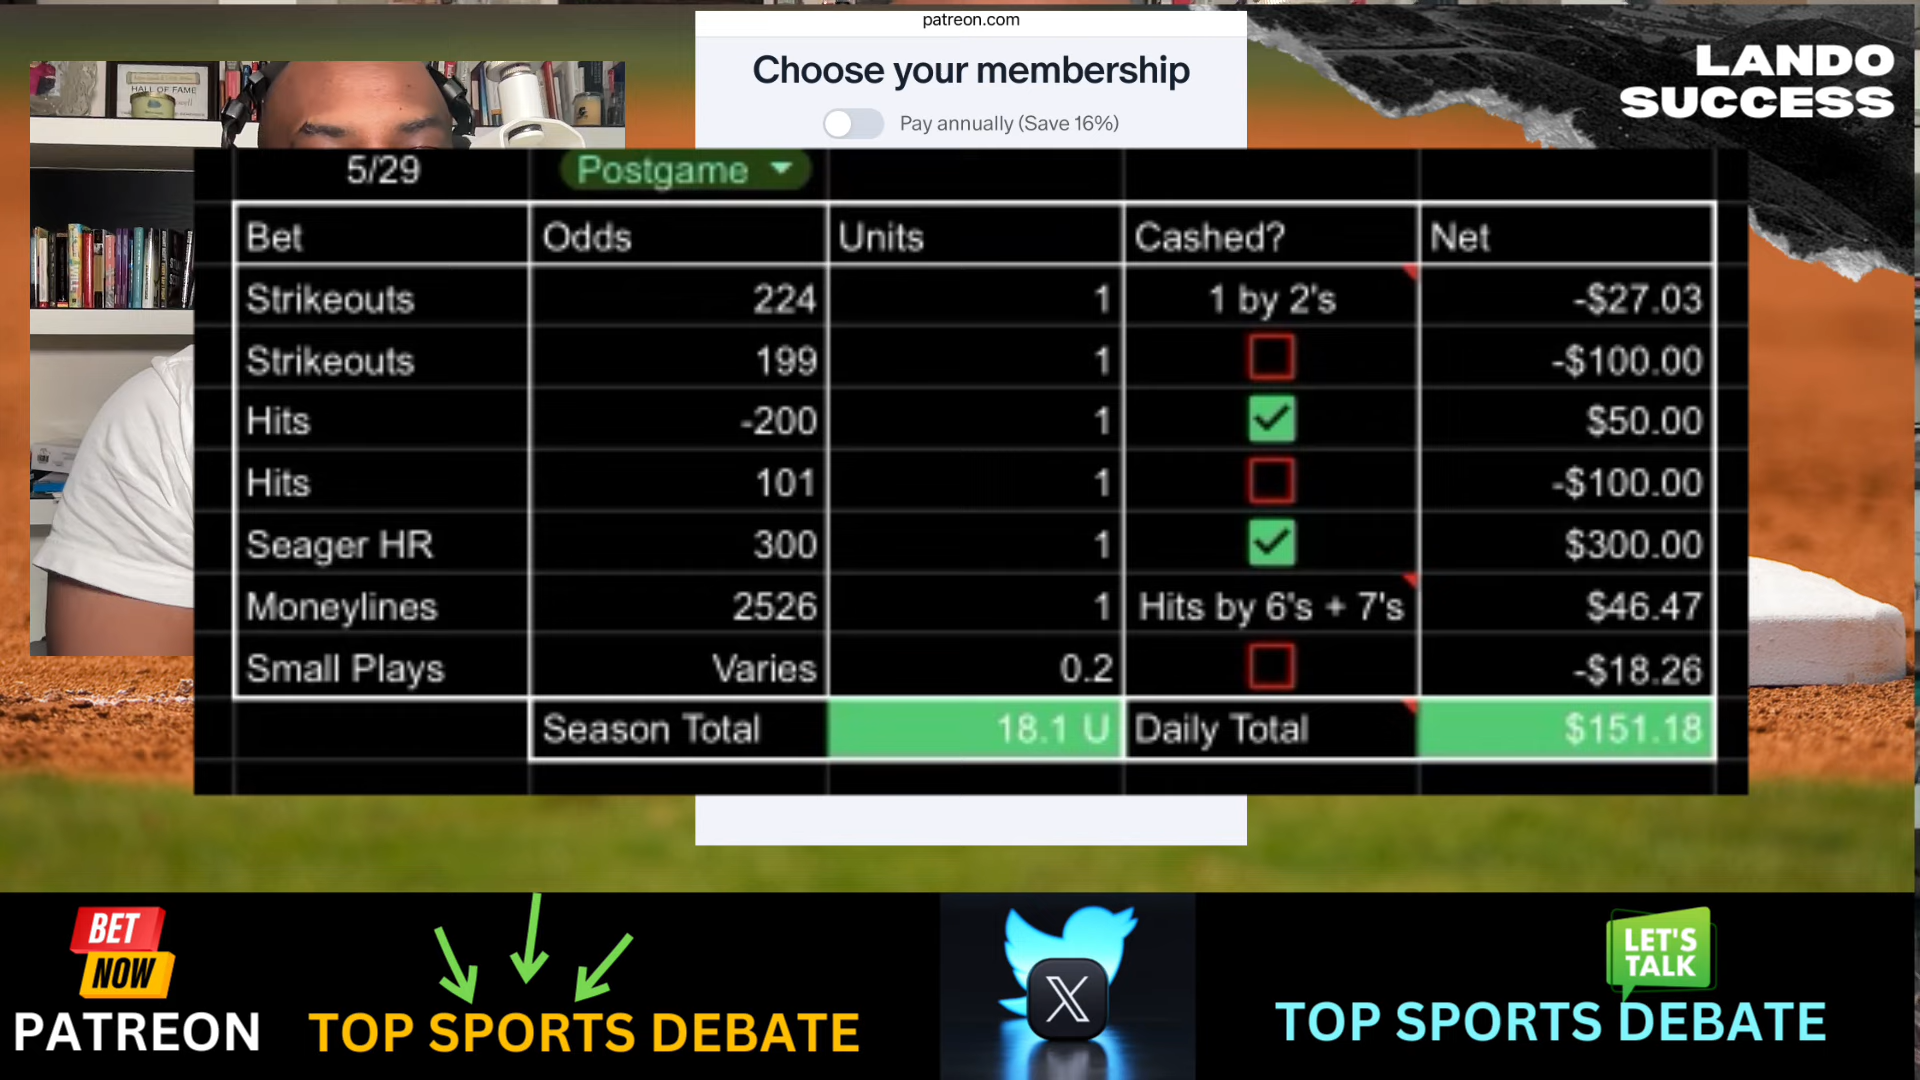 patreon.com
Choose your membership
Pay annually (Save 16%)
LANDO
SUCCESS
HALL OF FAME
5/29 Postgame
Bet Odds Units Cashed? Net
Strikeouts 224 1 1 by 2's -$27.03
Strikeouts 199 1 -$100.00
Hits -200 1 $50.00
Hits 101 1 -$100.00
Seager HR 300 1 $300.00
Moneylines 2526 1 Hits by 6's + 7's $46.47
Small Plays Varies 0.2 -$18.26
Season Total 18.1 U Daily Total $151.18
BET
NOW
PATREON
TOP SPORTS DEBATE
X
LET'S
TALK
TOP SPORTS DEBATE